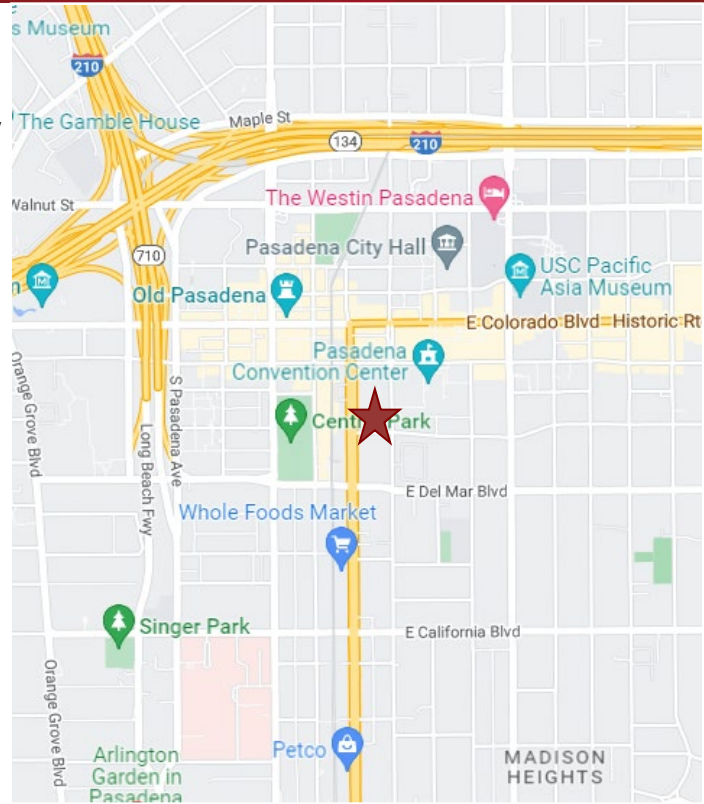 s Museum
210
The Gamble House
Maple St
134
210
Walnut St
The Westin Pasadena
710
Pasadena City Hall
USC Pacific
Asia Museum
Old Pasadena
E Colorado Blvd
Historic Rt
Pasadena
Convention Center
Orange Grove Blvd
S Pasadena Ave
Long Beach Fwy
Park
E Del Mar Blvd
Whole Foods Market
Singer Park
E California Blvd
Orange Grove Blvd
Petco
Arlington
Garden in
Pasadena
MADISON
HEIGHTS